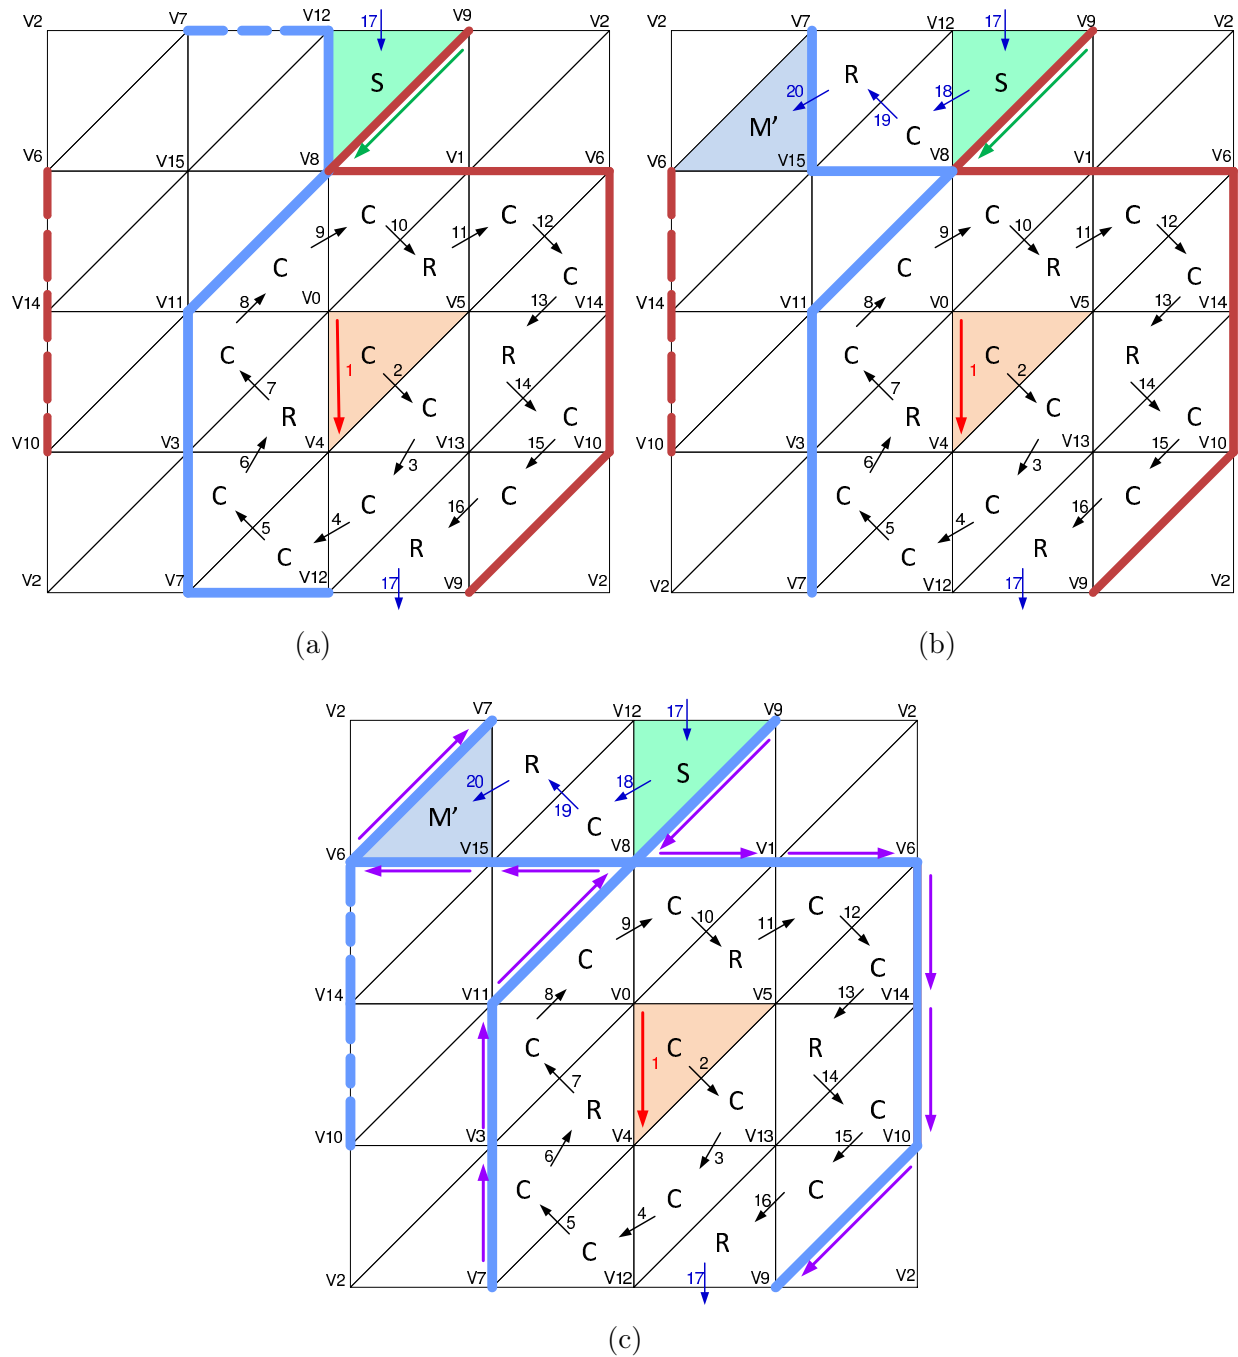 V2 V7 V12 17 V9 V2
S
V6 V15 V8 V1 V6
C 10 C 12
9 11
C R C
V14 8 V11 V0 V5 13 V14
C 1 C 2 R
7 14
R C C
V10 V3 V4 V13 15 V10
6 3
C C 16 C
5 4
C R
V2 V7 V12 17 V9 V2
(a)
V2 V7 V12 17 V9 V2
R
20 18 S
19
M’ C
V6 V15 V8 V1 V6
C 10 C 12
9 11
C R C
V14 8 V11 V0 V5 13 V14
C 1 C 2 R
7 14
R C C
V10 V3 V4 V13 15 V10
6 3
C C 16 C
5 4
C R
V2 V7 V12 17 V9 V2
(b)
V2 V7 V12 17 V9 V2
R
20 18 S
19
M’ C
V6 V15 V8 V1 V6
C 10 C 12
9 11
C R C
V14 V11 8 V0 V5 13 V14
C C 1 2 R
7 14
R C C
V10 V3 V4 V13 15 V10
6 3
C C 16 C
5 4
C R
V2 V7 V12 17 V9 V2
(c)